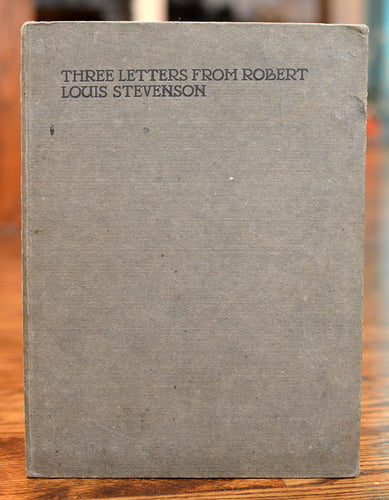 THREE LETTERS FROM ROBERT
LOUIS STEVENSON